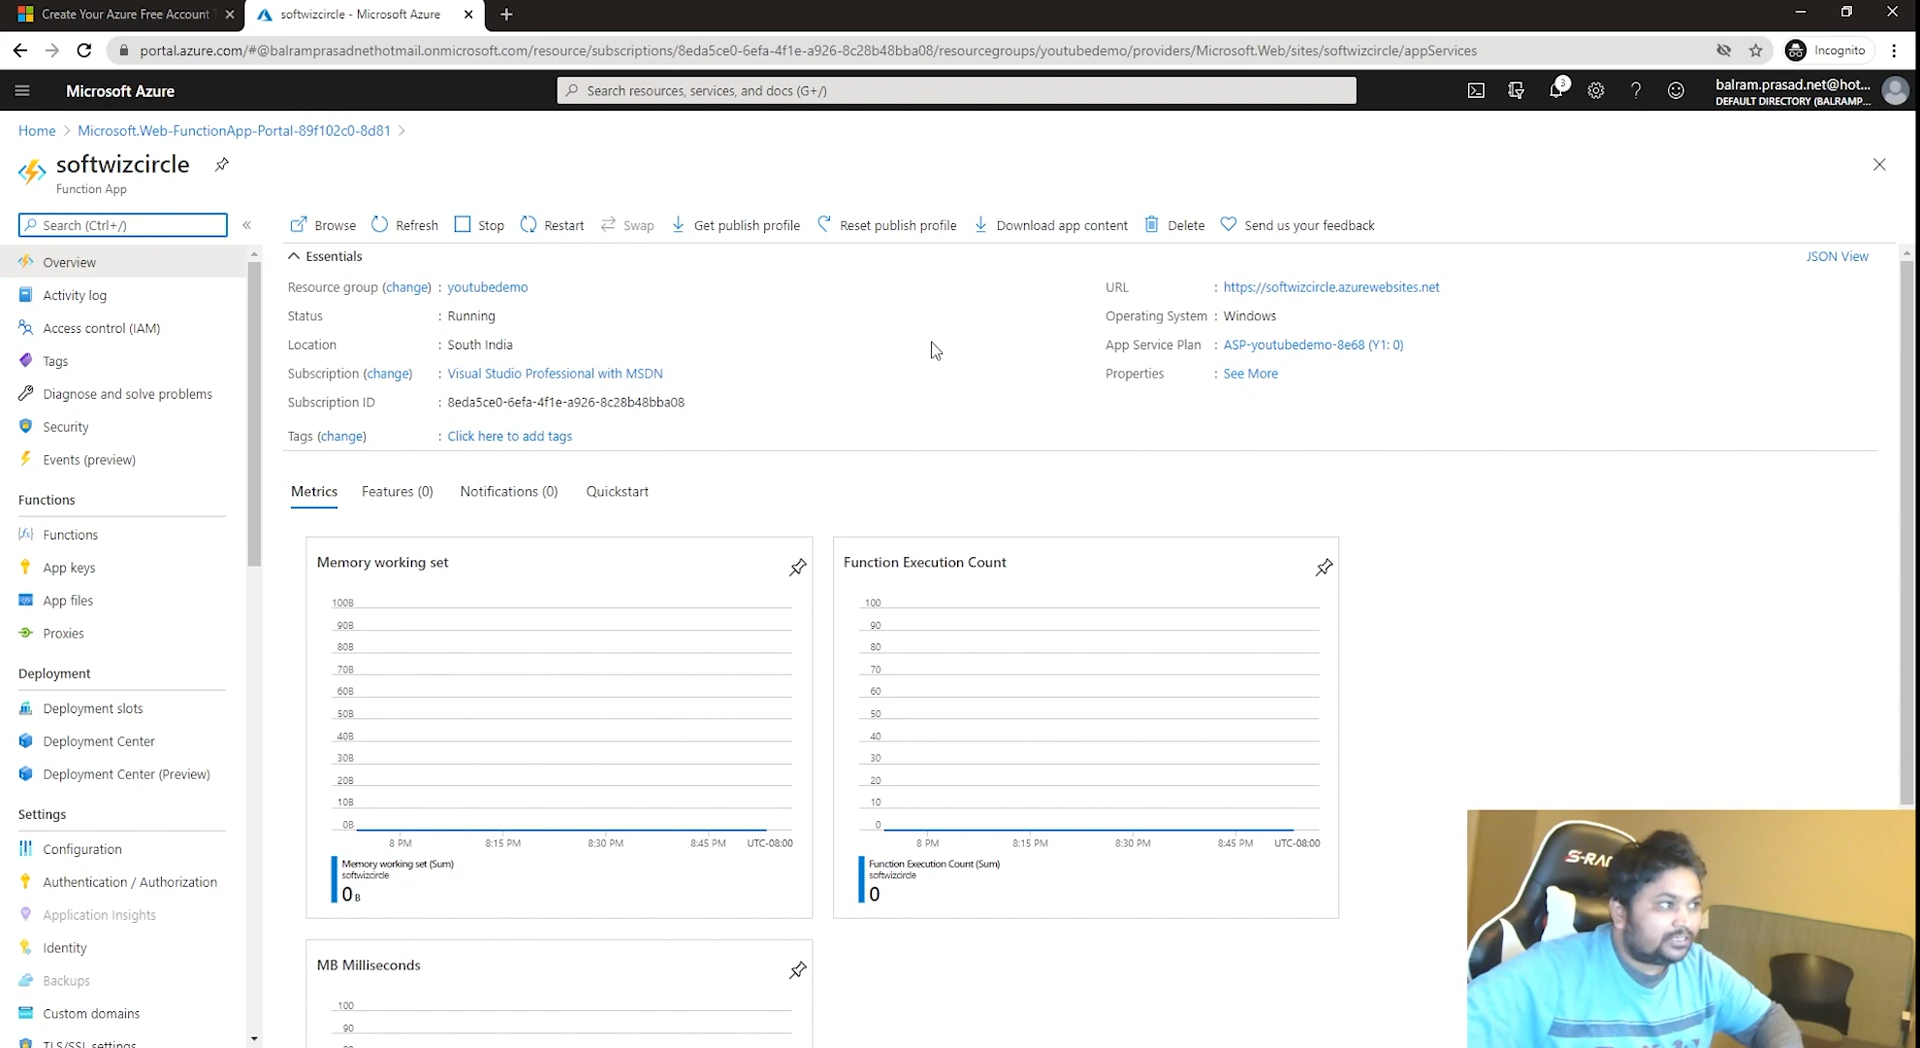 Create Your Azure Free Account T
softwizcircle - Microsoft Azure
portal.azure.com/#@balramprasadnethotmail.onmicrosoft.com/resource/subscriptions/8eda5ce0-6efa-4f1e-a926-8c28b48bba08/resourcegroups/youtubedemo/providers/Microsoft.Web/sites/softwizcircle/appServices
Incognito
Microsoft Azure
Search resources, services, and docs (G+/)
3
balram.prasad.net@hot...
DEFAULT DIRECTORY (BALRAMP...
Home > Microsoft.Web-FunctionApp-Portal-89f102c0-8d81 >
softwizcircle
Function App
Search (Ctrl+/)
Browse Refresh Stop Restart Swap Get publish profile Reset publish profile Download app content Delete Send us your feedback
Overview
Activity log
Access control (IAM)
Tags
Diagnose and solve problems
Security
Events (preview)
Functions
Functions
App keys
App files
Proxies
Deployment
Deployment slots
Deployment Center
Deployment Center (Preview)
Settings
Configuration
Authentication / Authorization
Application Insights
Identity
Backups
Custom domains
TLS/SSL settings
Essentials
JSON View
Resource group (change) : youtubedemo
Status : Running
Location : South India
Subscription (change) : Visual Studio Professional with MSDN
Subscription ID : 8eda5ce0-6efa-4f1e-a926-8c28b48bba08
Tags (change) : Click here to add tags
URL : https://softwizcircle.azurewebsites.net
Operating System : Windows
App Service Plan : ASP-youtubedemo-8e68 (Y1: 0)
Properties : See More
Metrics Features (0) Notifications (0) Quickstart
Memory working set
100B
90B
80B
70B
60B
50B
40B
30B
20B
10B
0B
8 PM 8:15 PM 8:30 PM 8:45 PM UTC-08:00
Memory working set (Sum)
softwizcircle
0 B
Function Execution Count
100
90
80
70
60
50
40
30
20
10
0
8 PM 8:15 PM 8:30 PM 8:45 PM UTC-08:00
Function Execution Count (Sum)
softwizcircle
0
MB Milliseconds
100
90
S-RAC